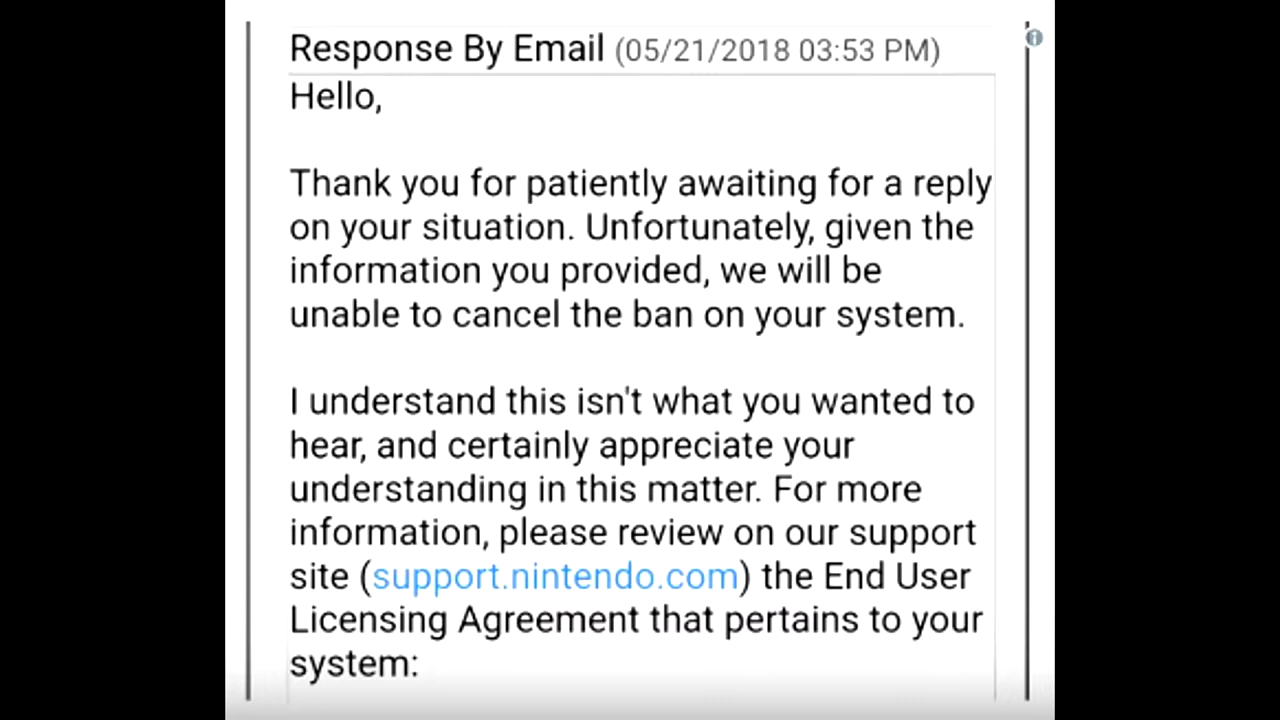 Response By Email (05/21/2018 03:53 PM)
Hello,
Thank you for patiently awaiting for a reply
on your situation. Unfortunately, given the
information you provided, we will be
unable to cancel the ban on your system.
I understand this isn't what you wanted to
hear, and certainly appreciate your
understanding in this matter. For more
information, please review on our support
site (support.nintendo.com) the End User
Licensing Agreement that pertains to your
system: